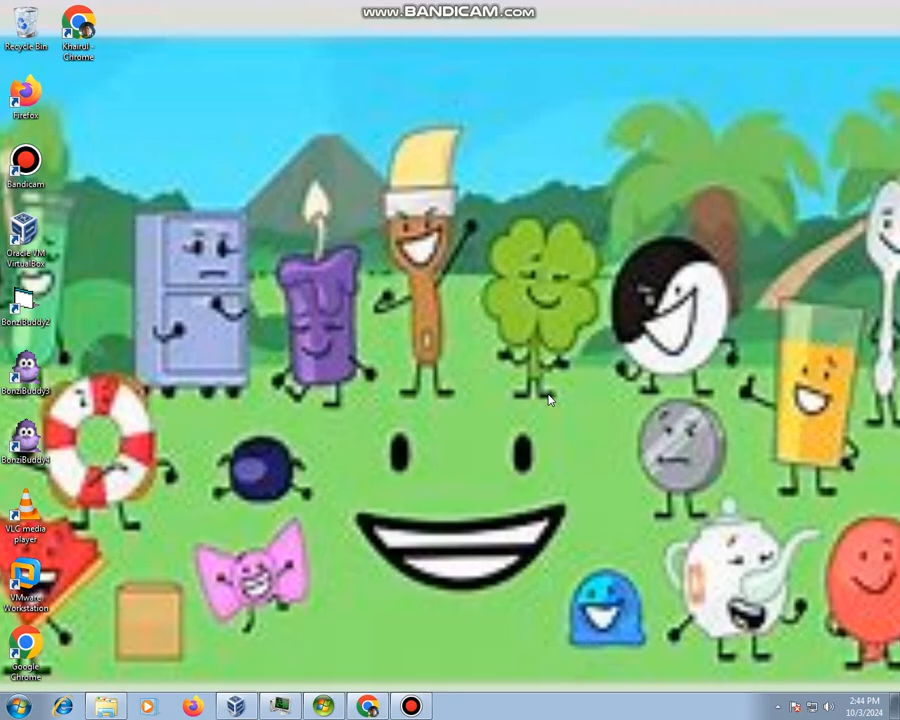 www.BANDICAM.com
Recycle Bin
Khairul -
Chrome
Firefox
Bandicam
Oracle VM
VirtualBox
BonziBuddy2
BonziBuddy3
BonziBuddy4
VLC media
player
VMware
Workstation
Google
Chrome
2:44 PM
10/3/2024